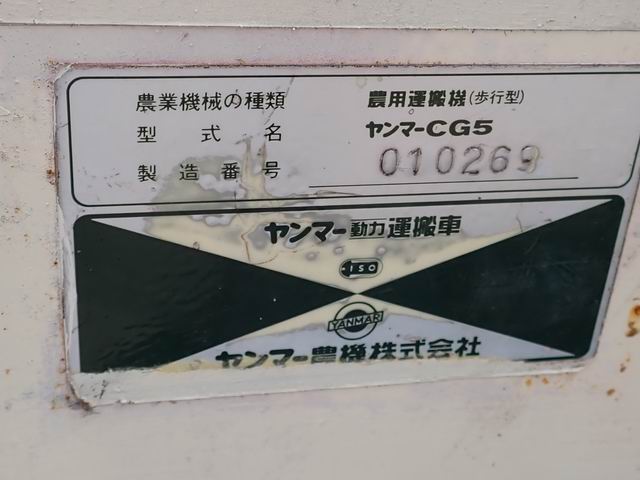 農業機械の種類 農用運搬機(歩行型)
型式名 ヤンマーCG5
製造番号 010269
ヤンマー動力運搬車
ISO
YANMAR
ヤンマー農機株式会社